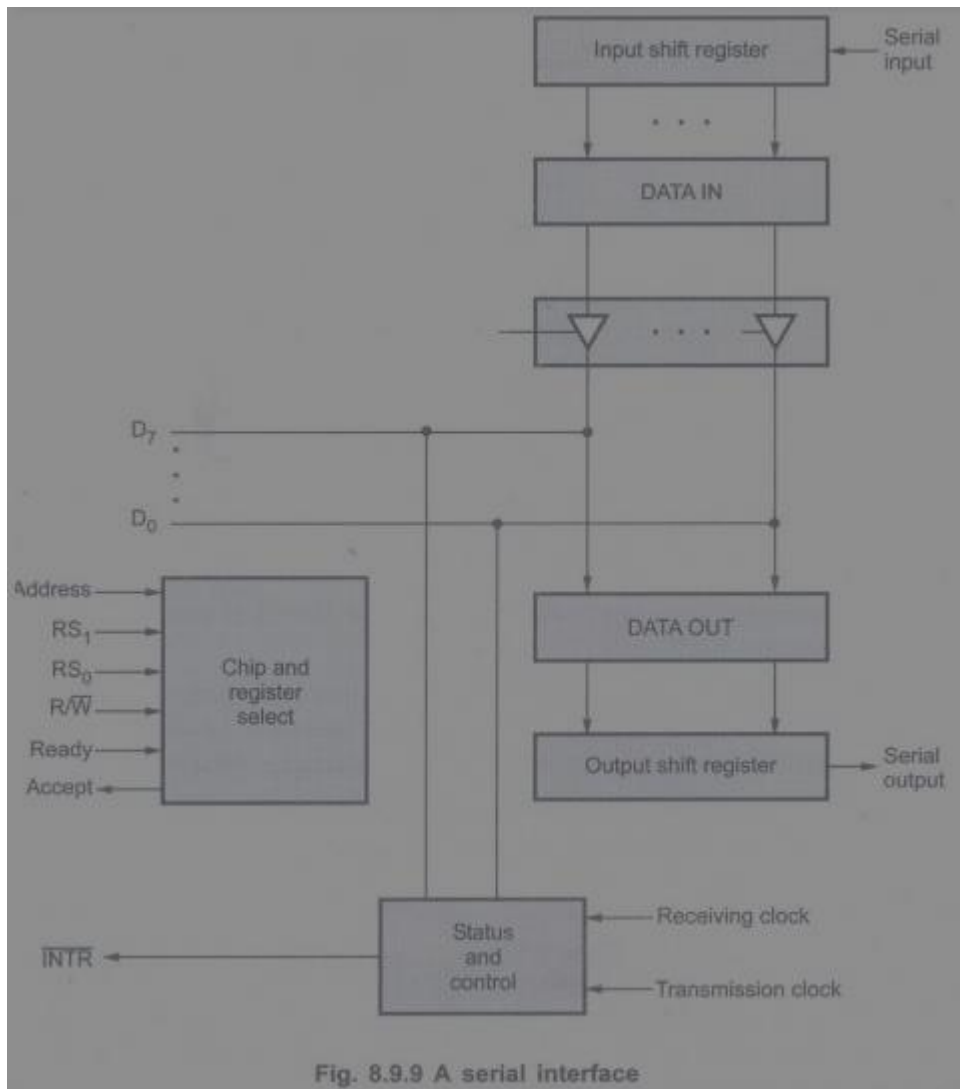 Input shift register
Serial
input
DATA IN
D7
D0
Address
RS1
RS0
R/W̅
Ready
Accept
Chip and
register
select
DATA OUT
Output shift register
Serial
output
Status
and
control
I̅N̅T̅R̅
Receiving clock
Transmission clock
Fig. 8.9.9 A serial interface